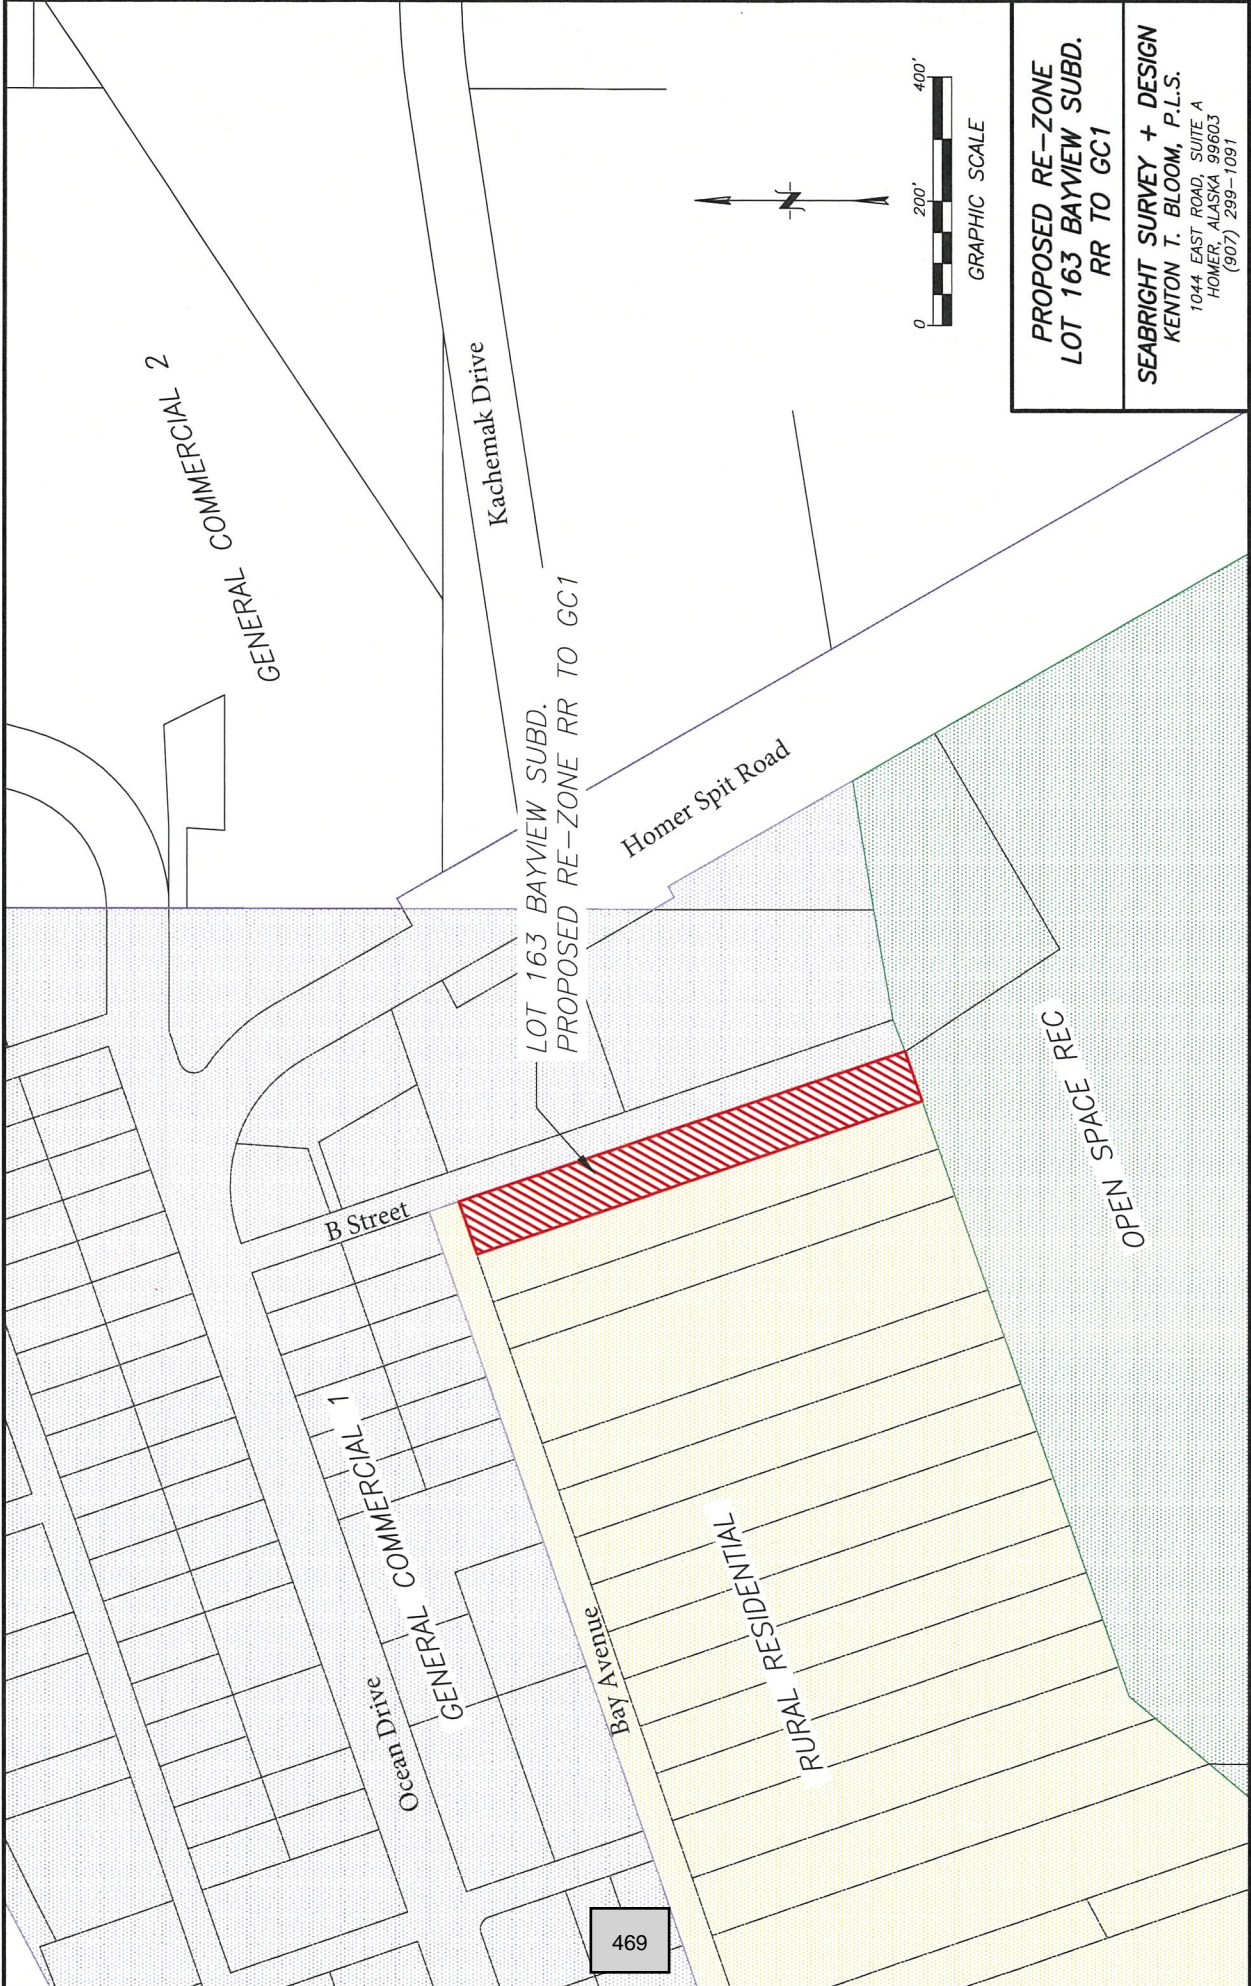 GENERAL COMMERCIAL 2
Kachemak Drive
LOT 163 BAYVIEW SUBD.
PROPOSED RE-ZONE RR TO GC1
Homer Spit Road
B Street
GENERAL COMMERCIAL 1
Ocean Drive
Bay Avenue
RURAL RESIDENTIAL
OPEN SPACE REC
N
0 200' 400'
GRAPHIC SCALE
PROPOSED RE-ZONE
LOT 163 BAYVIEW SUBD.
RR TO GC1
SEABRIGHT SURVEY + DESIGN
KENTON T. BLOOM, P.L.S.
1044 EAST ROAD, SUITE A
HOMER, ALASKA 99603
(907) 299-1091
469